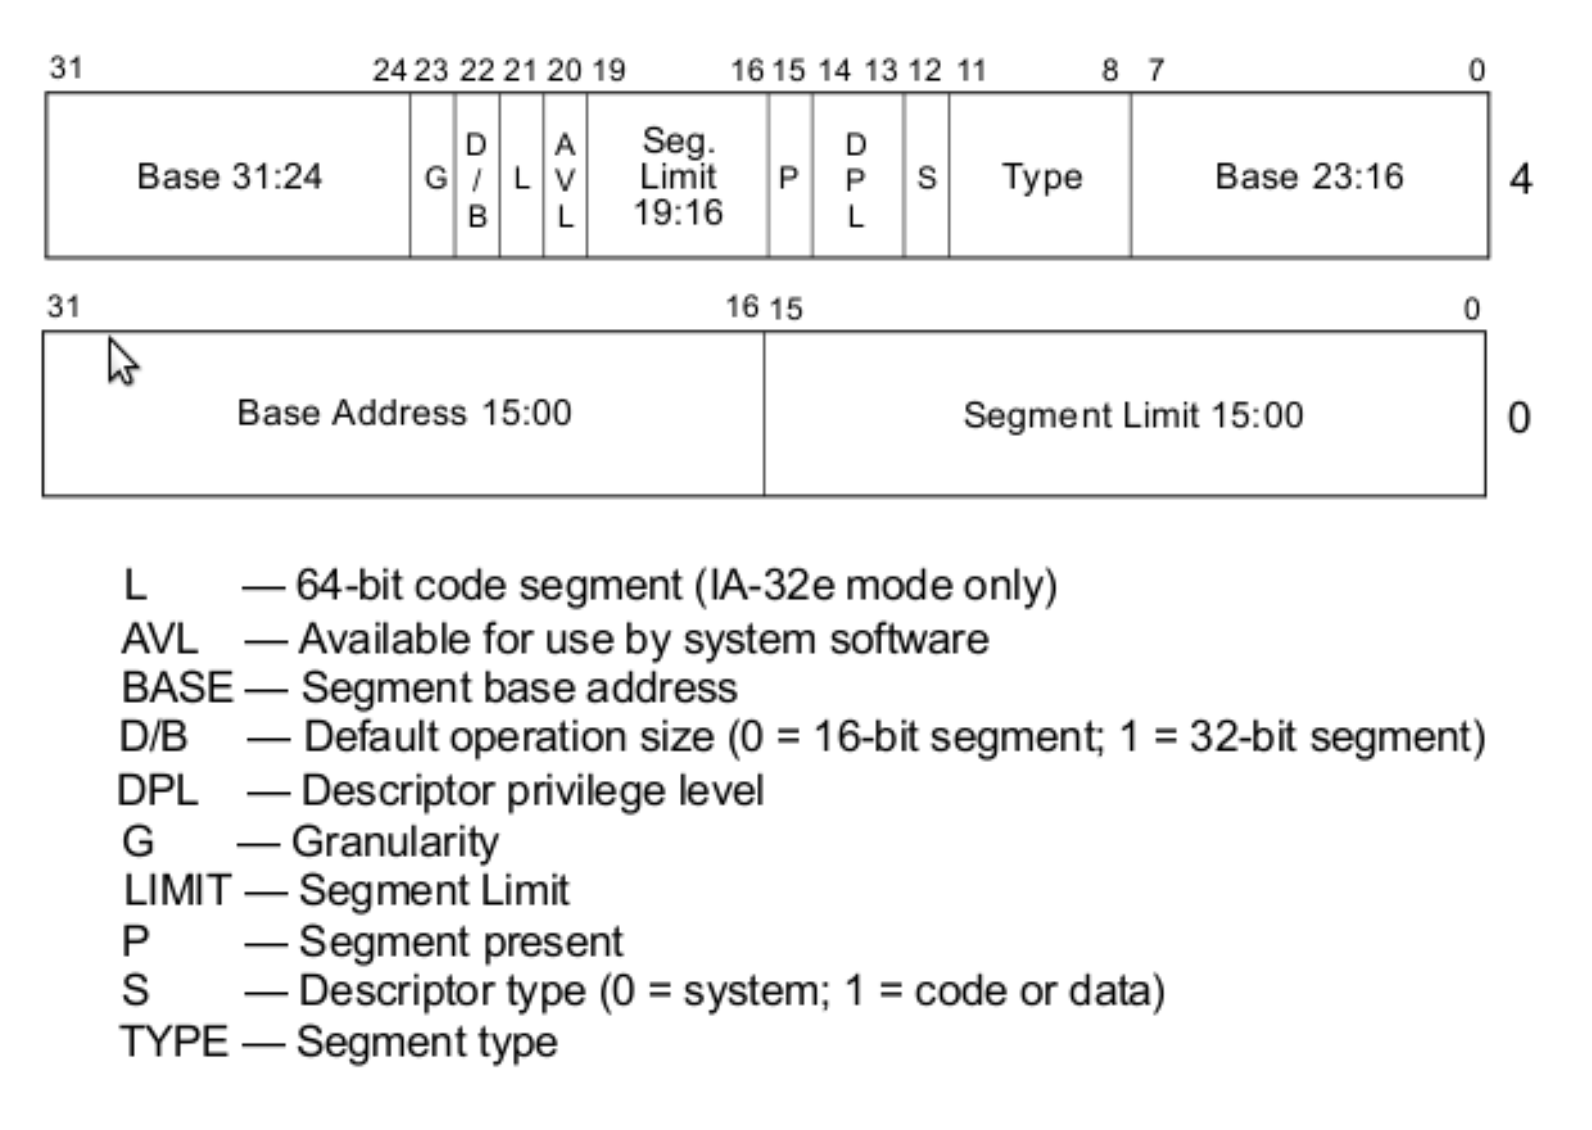 31 24 23 22 21 20 19 16 15 14 13 12 11 8 7 0
Base 31:24 G D/B L AVL Seg. Limit 19:16 P DPL S Type Base 23:16 4
31 16 15 0
Base Address 15:00 Segment Limit 15:00 0
L — 64-bit code segment (IA-32e mode only)
AVL — Available for use by system software
BASE — Segment base address
D/B — Default operation size (0 = 16-bit segment; 1 = 32-bit segment)
DPL — Descriptor privilege level
G — Granularity
LIMIT — Segment Limit
P — Segment present
S — Descriptor type (0 = system; 1 = code or data)
TYPE — Segment type